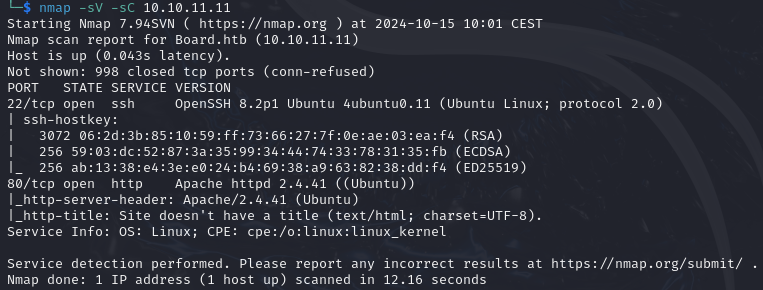 └─$ nmap -sV -sC 10.10.11.11
Starting Nmap 7.94SVN ( https://nmap.org ) at 2024-10-15 10:01 CEST
Nmap scan report for Board.htb (10.10.11.11)
Host is up (0.043s latency).
Not shown: 998 closed tcp ports (conn-refused)
PORT   STATE SERVICE VERSION
22/tcp open  ssh     OpenSSH 8.2p1 Ubuntu 4ubuntu0.11 (Ubuntu Linux; protocol 2.0)
| ssh-hostkey:
|   3072 06:2d:3b:85:10:59:ff:73:66:27:7f:0e:ae:03:ea:f4 (RSA)
|   256 59:03:dc:52:87:3a:35:99:34:44:74:33:78:31:35:fb (ECDSA)
|_  256 ab:13:38:e4:3e:e0:24:b4:69:38:a9:63:82:38:dd:f4 (ED25519)
80/tcp open  http    Apache httpd 2.4.41 ((Ubuntu))
|_http-server-header: Apache/2.4.41 (Ubuntu)
|_http-title: Site doesn't have a title (text/html; charset=UTF-8).
Service Info: OS: Linux; CPE: cpe:/o:linux:linux_kernel

Service detection performed. Please report any incorrect results at https://nmap.org/submit/ .
Nmap done: 1 IP address (1 host up) scanned in 12.16 seconds